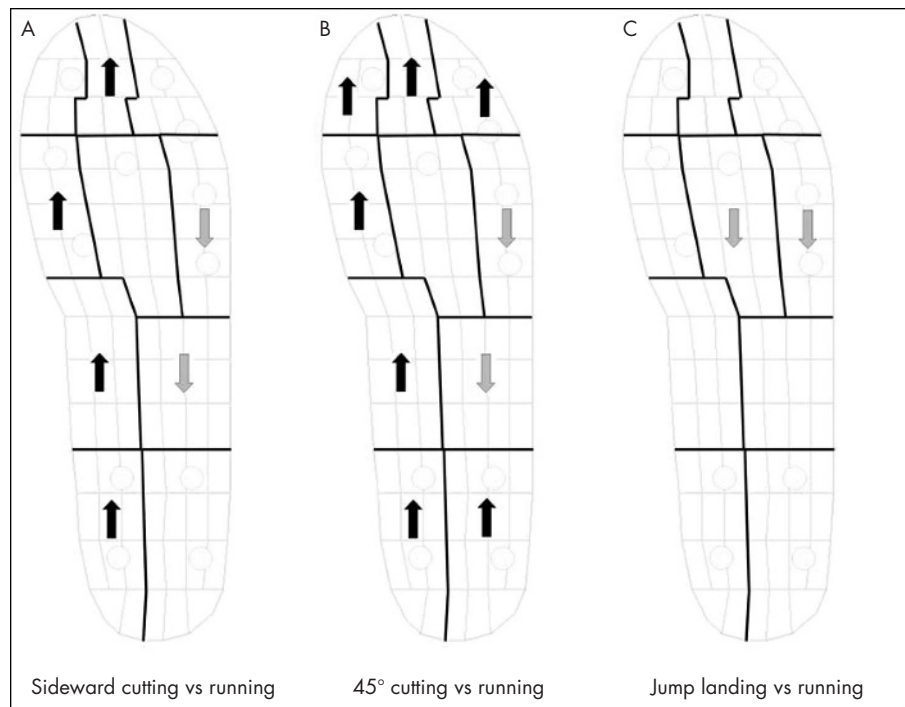 A
B
C
Sideward cutting vs running
45° cutting vs running
Jump landing vs running